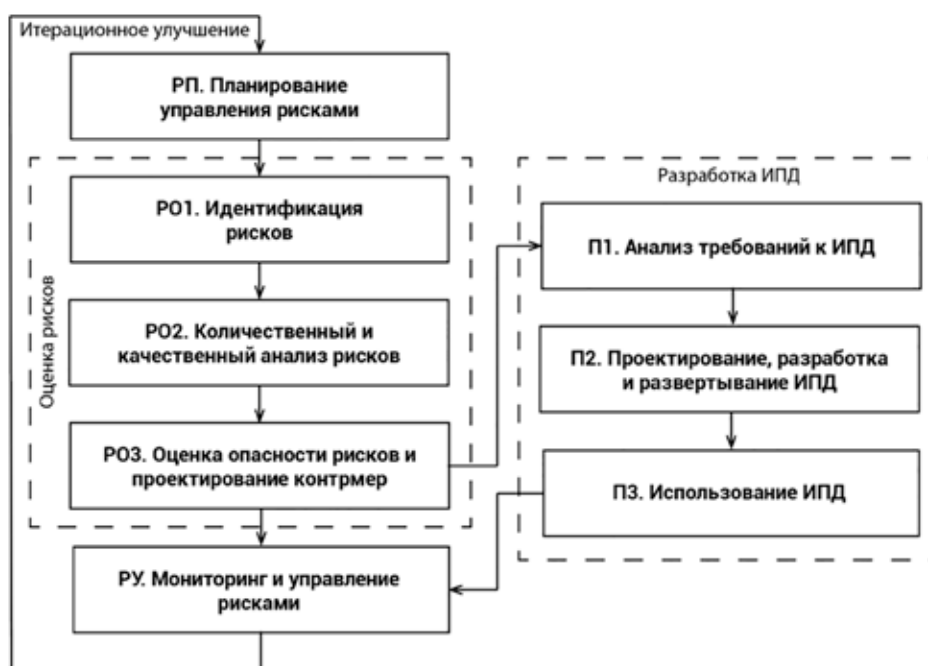 Итерационное улучшение
РП. Планирование
управления рисками
Оценка рисков
РО1. Идентификация
рисков
РО2. Количественный и
качественный анализ рисков
РО3. Оценка опасности рисков и
проектирование контрмер
РУ. Мониторинг и управление
рисками
Разработка ИПД
П1. Анализ требований к ИПД
П2. Проектирование, разработка
и развертывание ИПД
П3. Использование ИПД